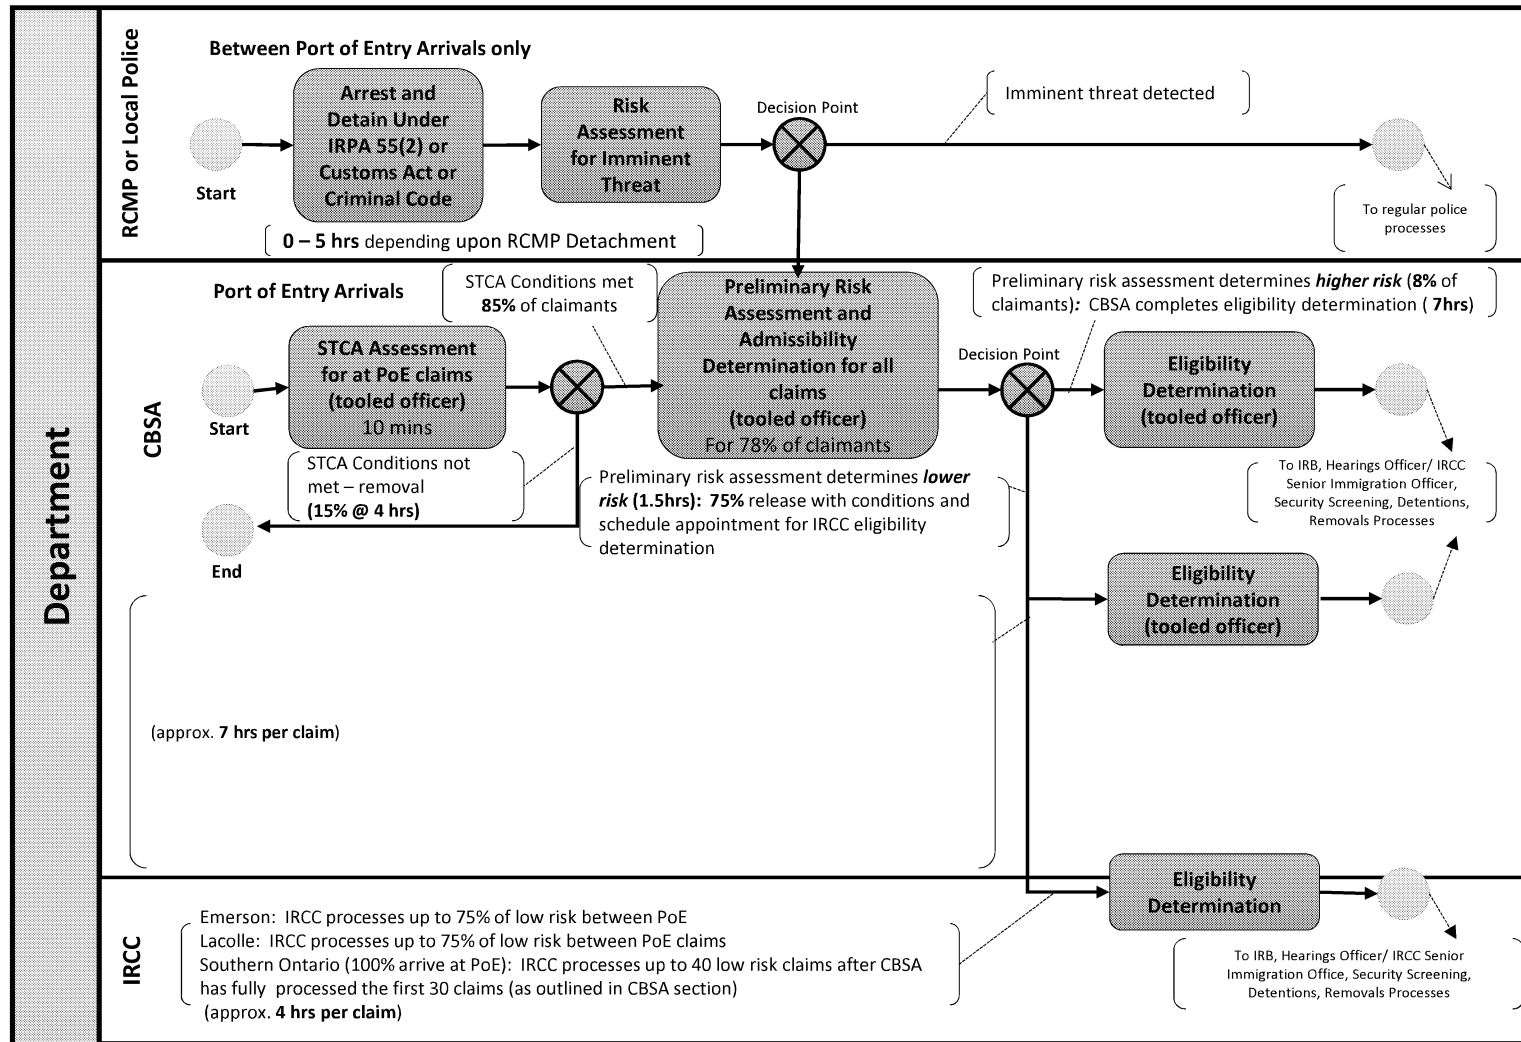 Department
RCMP or Local Police
Between Port of Entry Arrivals only
Start
Arrest and
Detain Under
IRPA 55(2) or
Customs Act or
Criminal Code
Risk
Assessment
for Imminent
Threat
Decision Point
Imminent threat detected
To regular police
processes
0 – 5 hrs depending upon RCMP Detachment
CBSA
Port of Entry Arrivals
Start
STCA Assessment
for at PoE claims
(tooled officer)
10 mins
STCA Conditions met
85% of claimants
STCA Conditions not
met – removal
(15% @ 4 hrs)
End
Preliminary Risk
Assessment and
Admissibility
Determination for all
claims
(tooled officer)
For 78% of claimants
Decision Point
Preliminary risk assessment determines higher risk (8% of
claimants): CBSA completes eligibility determination ( 7hrs)
Eligibility
Determination
(tooled officer)
To IRB, Hearings Officer/ IRCC
Senior Immigration Officer,
Security Screening, Detentions,
Removals Processes
Preliminary risk assessment determines lower
risk (1.5hrs): 75% release with conditions and
schedule appointment for IRCC eligibility
determination
Eligibility
Determination
(tooled officer)
(approx. 7 hrs per claim)
IRCC
Emerson: IRCC processes up to 75% of low risk between PoE
Lacolle: IRCC processes up to 75% of low risk between PoE claims
Southern Ontario (100% arrive at PoE): IRCC processes up to 40 low risk claims after CBSA
has fully processed the first 30 claims (as outlined in CBSA section)
(approx. 4 hrs per claim)
Eligibility
Determination
To IRB, Hearings Officer/ IRCC Senior
Immigration Office, Security Screening,
Detentions, Removals Processes